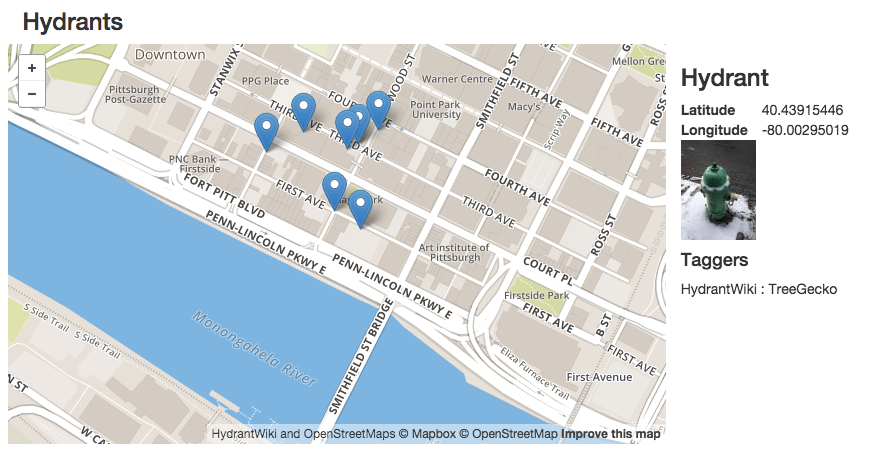 Hydrants
+
−
Downtown
Pittsburgh
Post-Gazette
PPG Place
STANWIX S
WOOD ST
Warner Centre
SMITHFIELD ST
Mellon Gree
FIFTH AVE
Point Park
University
Macy's
Scrip Way
FIFTH AVE
ROSS S
THIRD AVE
FOU
E
THIRD AVE
PNC Bank —
Firstside
FORT PITT BLVD
FIRST AVE
Park
FOURTH AVE
THIRD AVE
PENN-LINCOLN PKWY E
PENN-LINCOLN PKWY E
Art institute of
Pittsburgh
COURT PL
ROSS ST
Firstside Park
FIRST AVE
B ST
FIRST AVE
First Avenue
Eliza Furnace Trail
Monongahela River
SMITHFIELD ST BRIDGE
S Side Trail
S Side Trail
N ST
W CA
HydrantWiki and OpenStreetMaps © Mapbox © OpenStreetMap Improve this map
Hydrant
Latitude 40.43915446
Longitude -80.00295019
Taggers
HydrantWiki : TreeGecko